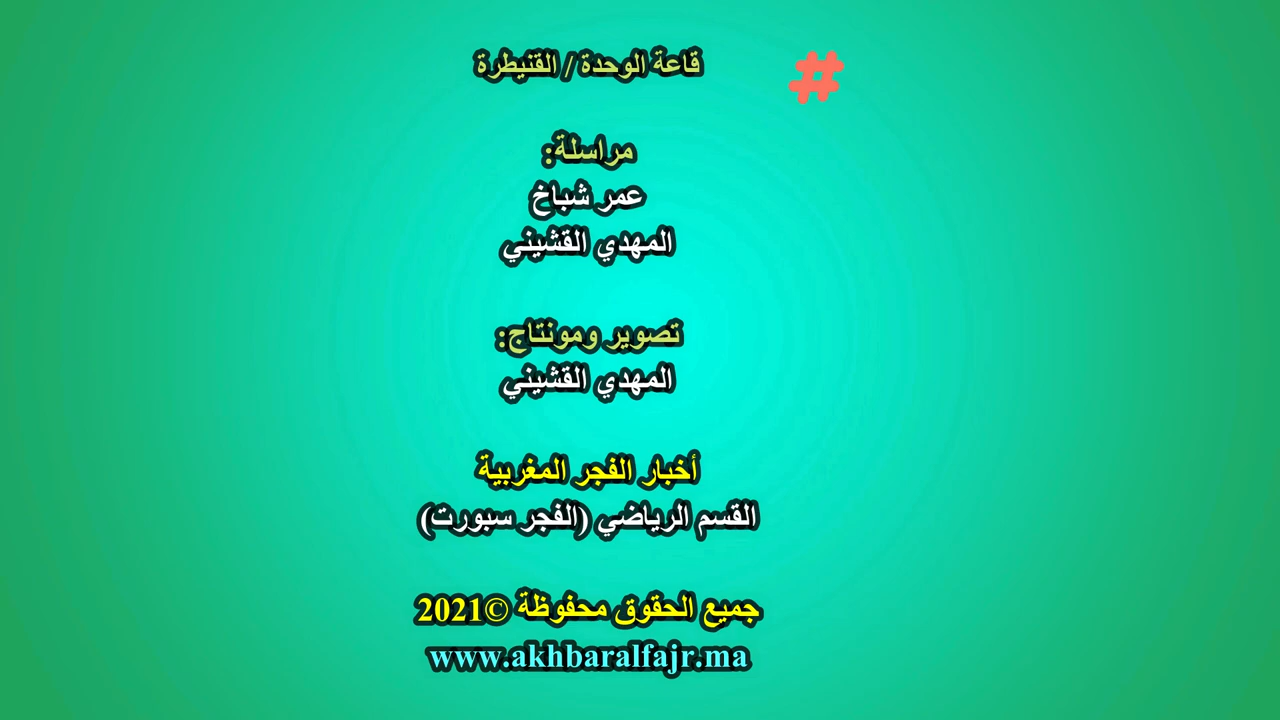 # قاعة الوحدة / القنيطرة
مراسلة:
عمر شباخ
المهدي القشيني
تصوير ومونتاج:
المهدي القشيني
أخبار الفجر المغربية
القسم الرياضي (الفجر سبورت)
جميع الحقوق محفوظة ©2021
www.akhbaralfajr.ma